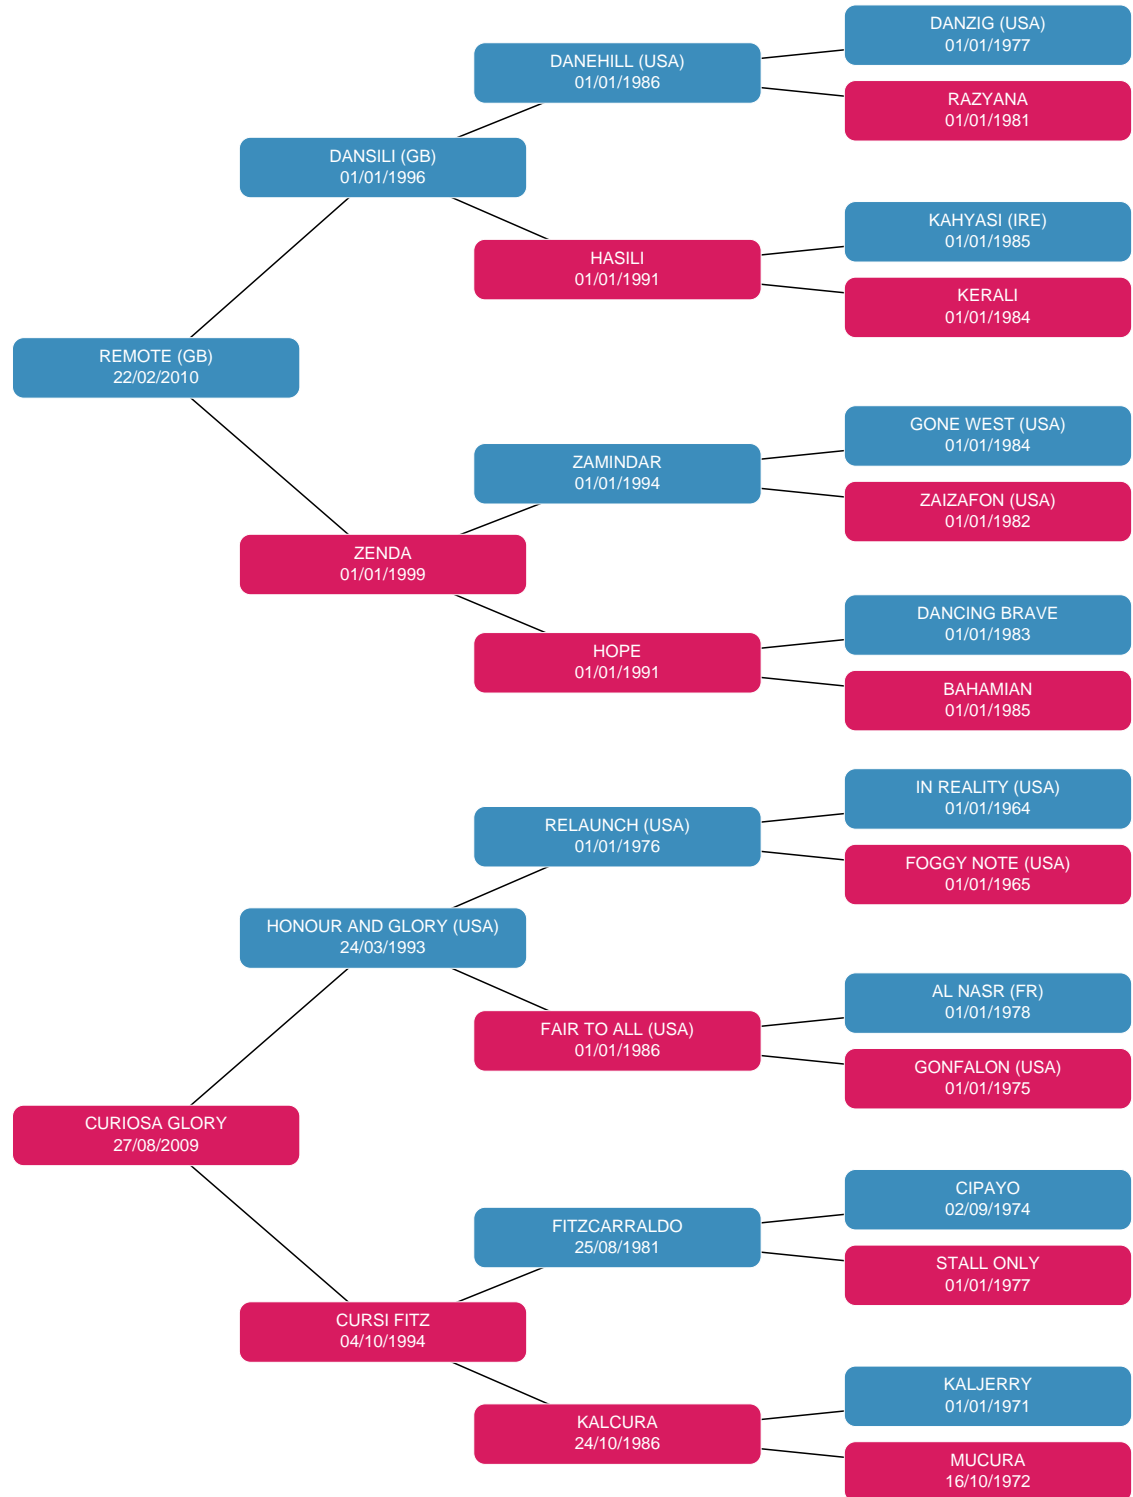 DANZIG (USA)
01/01/1977
DANEHILL (USA)
01/01/1986
RAZYANA
01/01/1981
DANSILI (GB)
01/01/1996
KAHYASI (IRE)
01/01/1985
HASILI
01/01/1991
KERALI
01/01/1984
REMOTE (GB)
22/02/2010
GONE WEST (USA)
01/01/1984
ZAMINDAR
01/01/1994
ZAIZAFON (USA)
01/01/1982
ZENDA
01/01/1999
DANCING BRAVE
01/01/1983
HOPE
01/01/1991
BAHAMIAN
01/01/1985
IN REALITY (USA)
01/01/1964
RELAUNCH (USA)
01/01/1976
FOGGY NOTE (USA)
01/01/1965
HONOUR AND GLORY (USA)
24/03/1993
AL NASR (FR)
01/01/1978
FAIR TO ALL (USA)
01/01/1986
GONFALON (USA)
01/01/1975
CURIOSA GLORY
27/08/2009
CIPAYO
02/09/1974
FITZCARRALDO
25/08/1981
STALL ONLY
01/01/1977
CURSI FITZ
04/10/1994
KALJERRY
01/01/1971
KALCURA
24/10/1986
MUCURA
16/10/1972